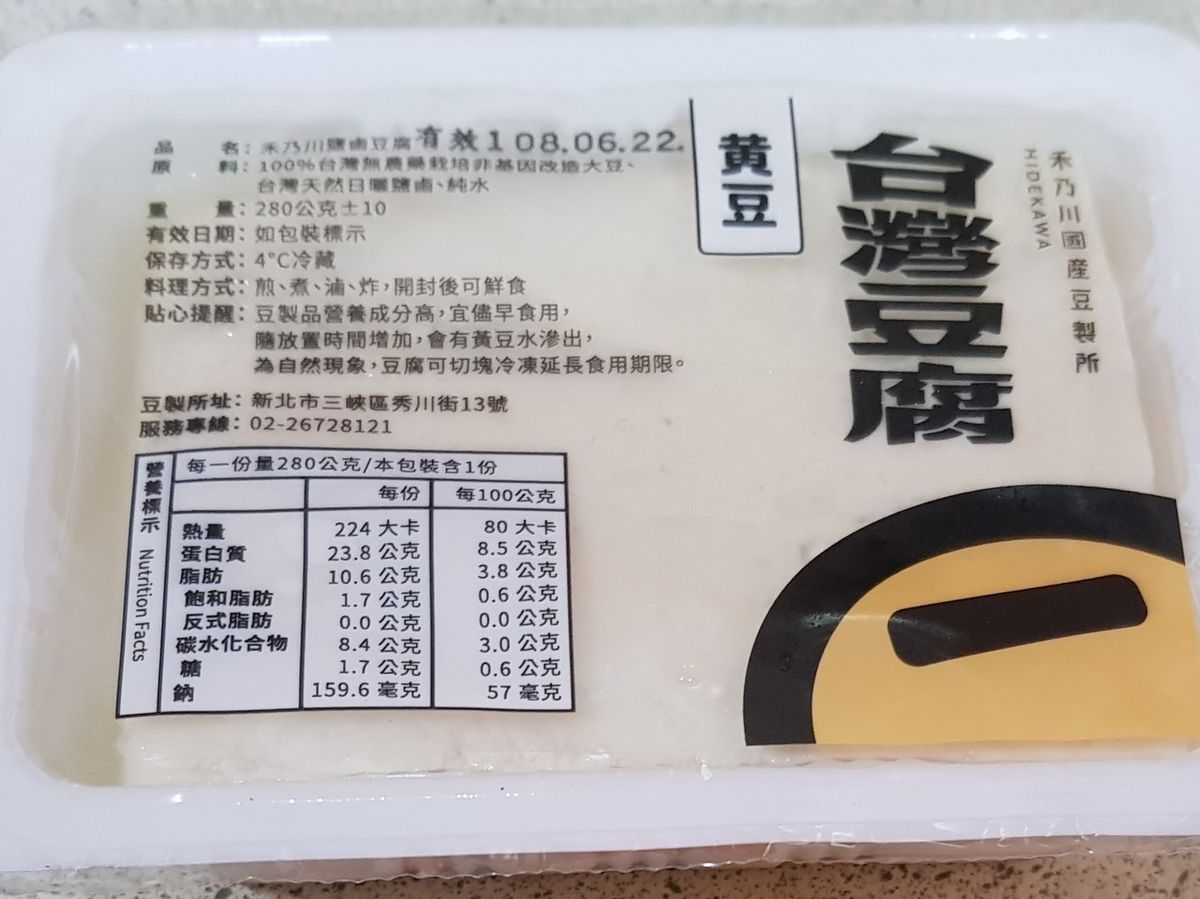 品名：禾乃川鹽鹵豆腐 有效108.06.22.
原料：100%台灣無農藥栽培非基因改造大豆、
台灣天然日曬鹽鹵、純水
重量：280公克±10
有效日期：如包裝標示
保存方式：4°C冷藏
料理方式：煎、煮、滷、炸，開封後可鮮食
貼心提醒：豆製品營養成分高，宜儘早食用，
隨放置時間增加，會有黃豆水滲出，
為自然現象，豆腐可切塊冷凍延長食用期限。
豆製所址：新北市三峽區秀川街13號
服務專線：02-26728121
營養標示 Nutrition Facts
每一份量280公克/本包裝含1份
每份 每100公克
熱量 224 大卡 80 大卡
蛋白質 23.8 公克 8.5 公克
脂肪 10.6 公克 3.8 公克
飽和脂肪 1.7 公克 0.6 公克
反式脂肪 0.0 公克 0.0 公克
碳水化合物 8.4 公克 3.0 公克
糖 1.7 公克 0.6 公克
鈉 159.6 毫克 57 毫克
黃豆
台灣豆腐
禾乃川國產豆製所
HIDEKAWA